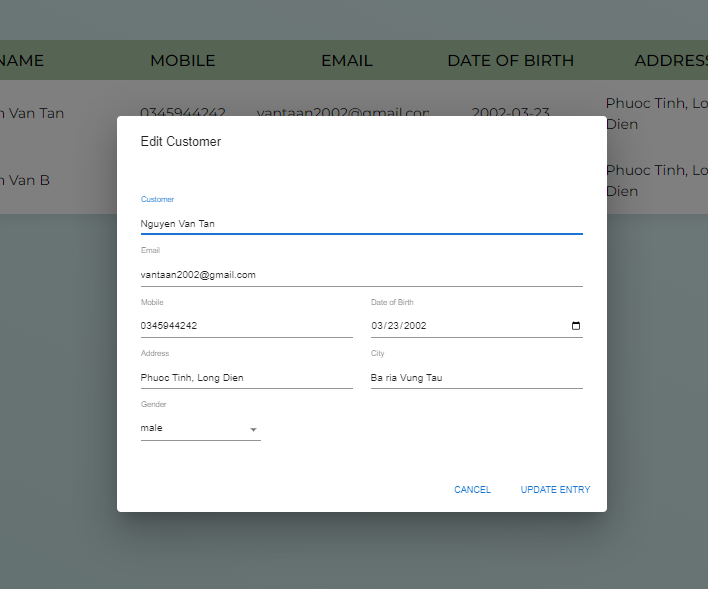 NAME MOBILE EMAIL DATE OF BIRTH ADDRESS
n Van Tan 0345944242 vantaan2002@gmail.con 2002-03-23 Phuoc Tinh, Lo
Dien
n Van B Phuoc Tinh, Lo
Dien
Edit Customer
Customer
Nguyen Van Tan
Email
vantaan2002@gmail.com
Mobile Date of Birth
0345944242 03/23/2002
Address City
Phuoc Tinh, Long Dien Ba ria Vung Tau
Gender
male
CANCEL UPDATE ENTRY